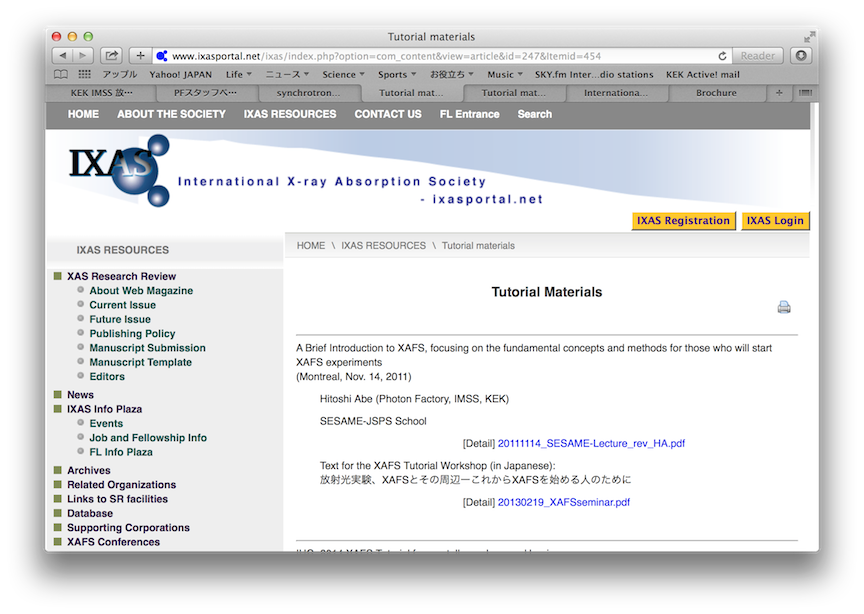 Tutorial materials
www.ixasportal.net/ixas/index.php?option=com_content&view=article&id=247&Itemid=454
Reader
アップル Yahoo! JAPAN Life ニュース Science Sports お役立ち Music SKY.fm Inter...dio stations KEK Active! mail
KEK IMSS 放… PFスタッフペ… synchrotron... Tutorial mat... Tutorial mat... Internationa... Brochure
HOME ABOUT THE SOCIETY IXAS RESOURCES CONTACT US FL Entrance Search
IXAS
International X-ray Absorption Society
- ixasportal.net
IXAS Registration IXAS Login
IXAS RESOURCES
HOME \ IXAS RESOURCES \ Tutorial materials
XAS Research Review
About Web Magazine
Current Issue
Future Issue
Publishing Policy
Manuscript Submission
Manuscript Template
Editors
News
IXAS Info Plaza
Events
Job and Fellowship Info
FL Info Plaza
Archives
Related Organizations
Links to SR facilities
Database
Supporting Corporations
XAFS Conferences
Tutorial Materials
A Brief Introduction to XAFS, focusing on the fundamental concepts and methods for those who will start
XAFS experiments
(Montreal, Nov. 14, 2011)
Hitoshi Abe (Photon Factory, IMSS, KEK)
SESAME-JSPS School
[Detail] 20111114_SESAME-Lecture_rev_HA.pdf
Text for the XAFS Tutorial Workshop (in Japanese):
放射光実験、XAFSとその周辺ーこれからXAFSを始める人のために
[Detail] 20130219_XAFSseminar.pdf